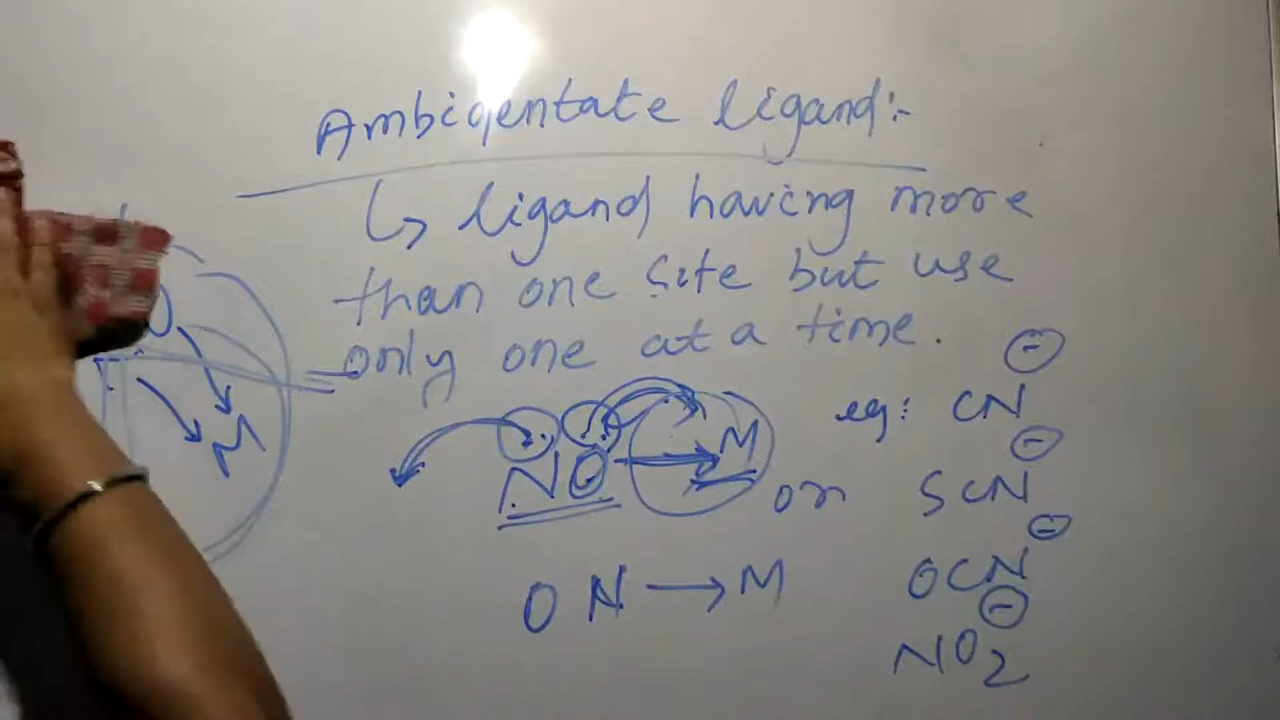 Ambidentate ligand:-
↳ ligand having more
than one site but use
only one at a time.
eg: CN⊖
NO → M or SCN⊖
M
ON → M OCN⊖
NO2⊖